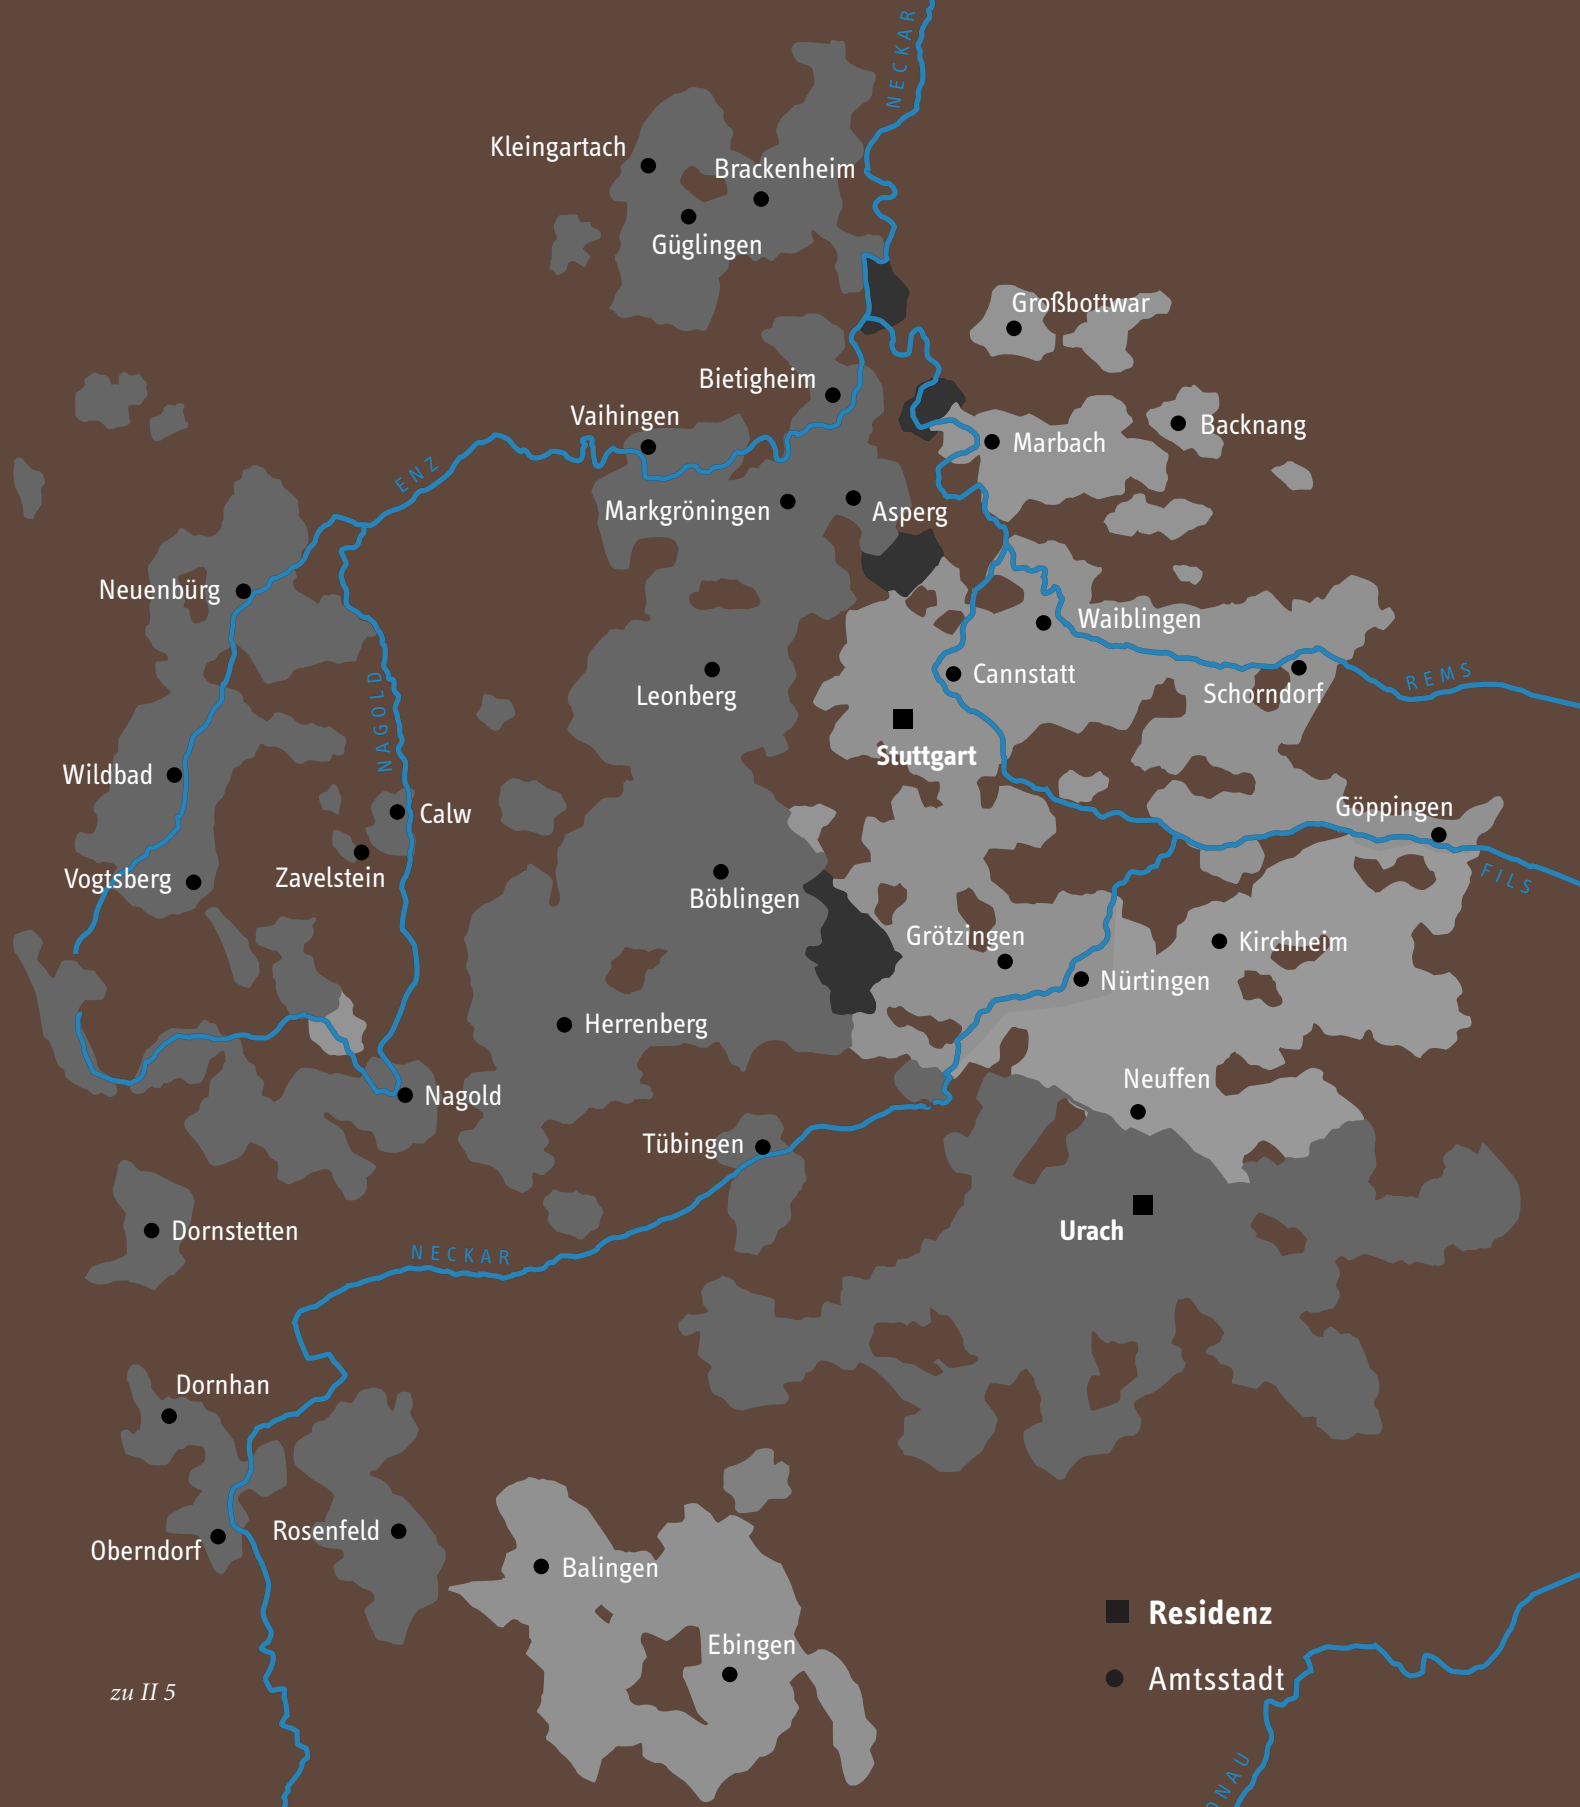 NECKAR
Kleingartach
Brackenheim
Güglingen
Großbottwar
Bietigheim
Vaihingen
Backnang
Marbach
ENZ
Markgröningen
Asperg
Neuenbürg
Waiblingen
Cannstatt
REMS
Leonberg
Schorndorf
NAGOLD
Stuttgart
Wildbad
Göppingen
Calw
Zavelstein
Vogtsberg
FILS
Böblingen
Grötzingen
Kirchheim
Nürtingen
Herrenberg
Neuffen
Nagold
Tübingen
Dornstetten
Urach
NECKAR
Dornhan
Rosenfeld
Oberndorf
Balingen
Residenz
Ebingen
Amtsstadt
zu II 5
ONAU